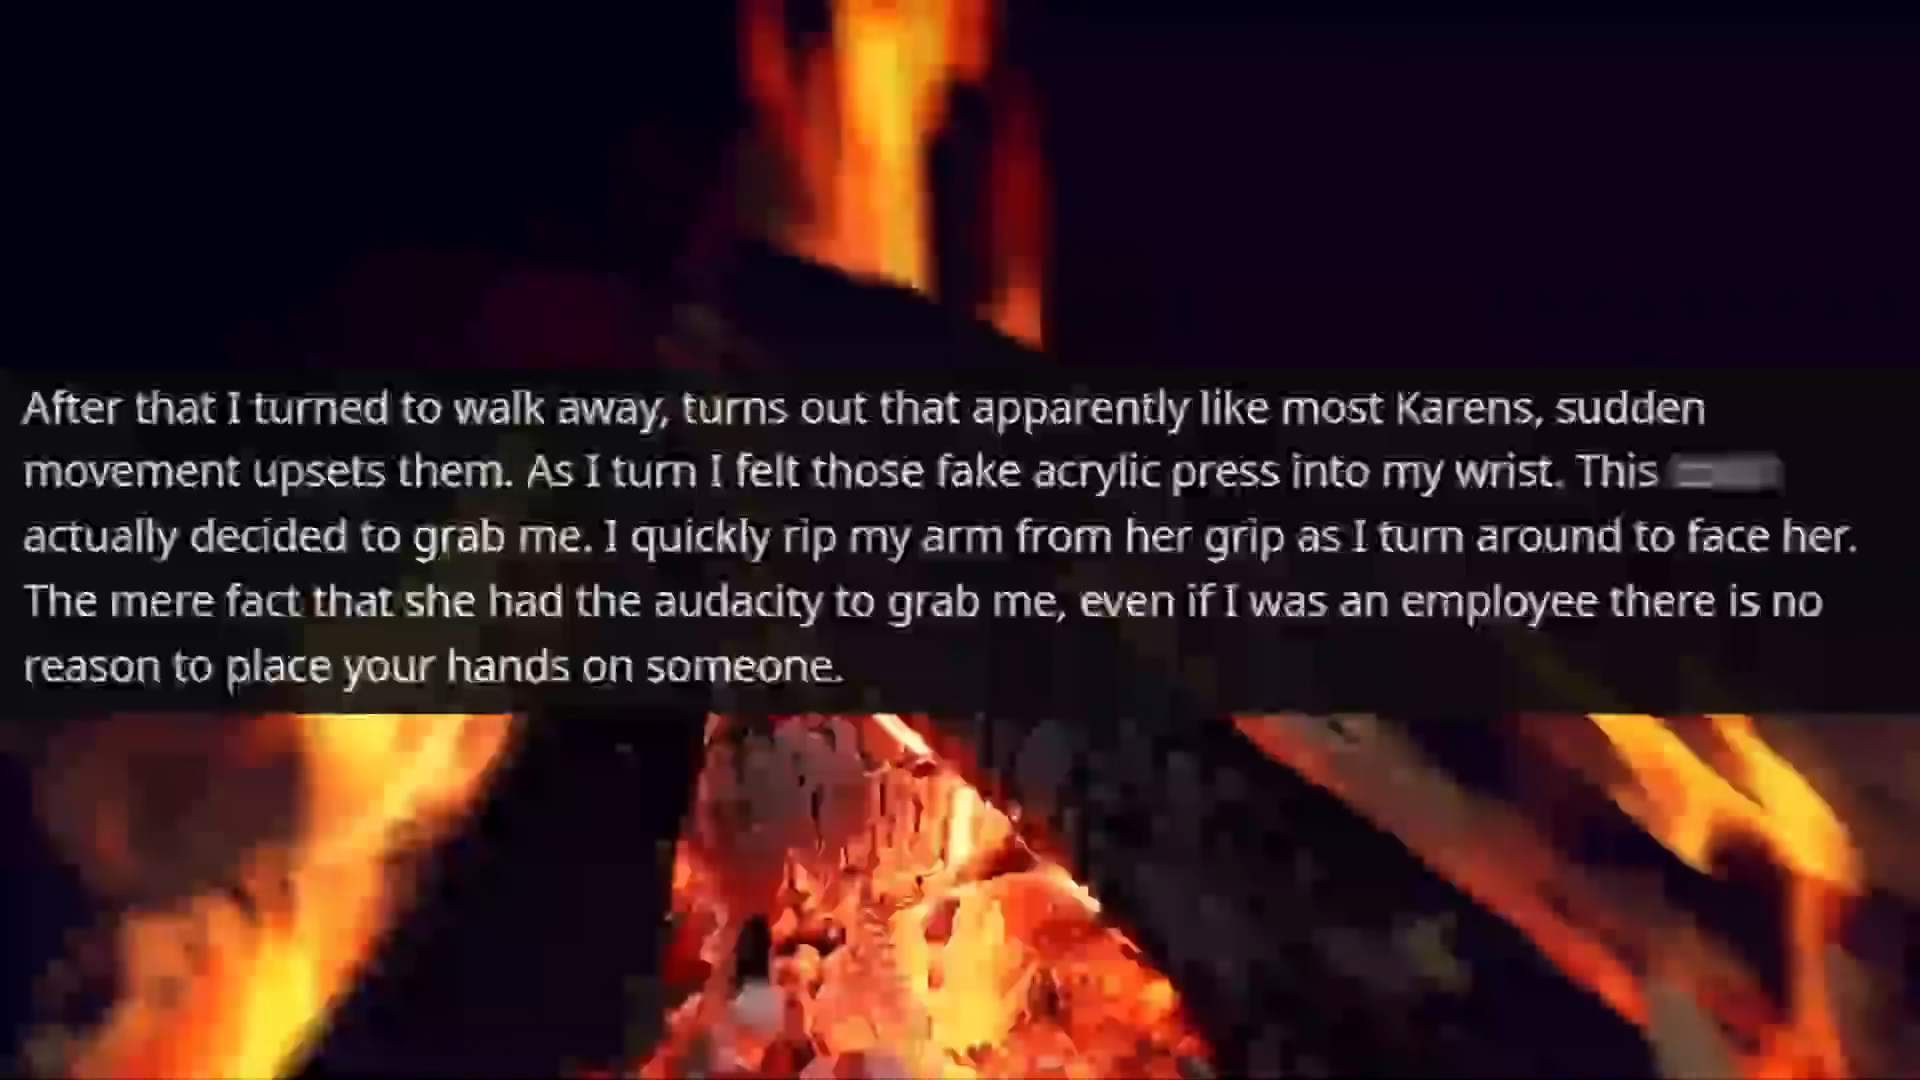 After that I turned to walk away, turns out that apparently like most Karens, sudden
movement upsets them. As I turn I felt those fake acrylic press into my wrist. This
actually decided to grab me. I quickly rip my arm from her grip as I turn around to face her.
The mere fact that she had the audacity to grab me, even if I was an employee there is no
reason to place your hands on someone.